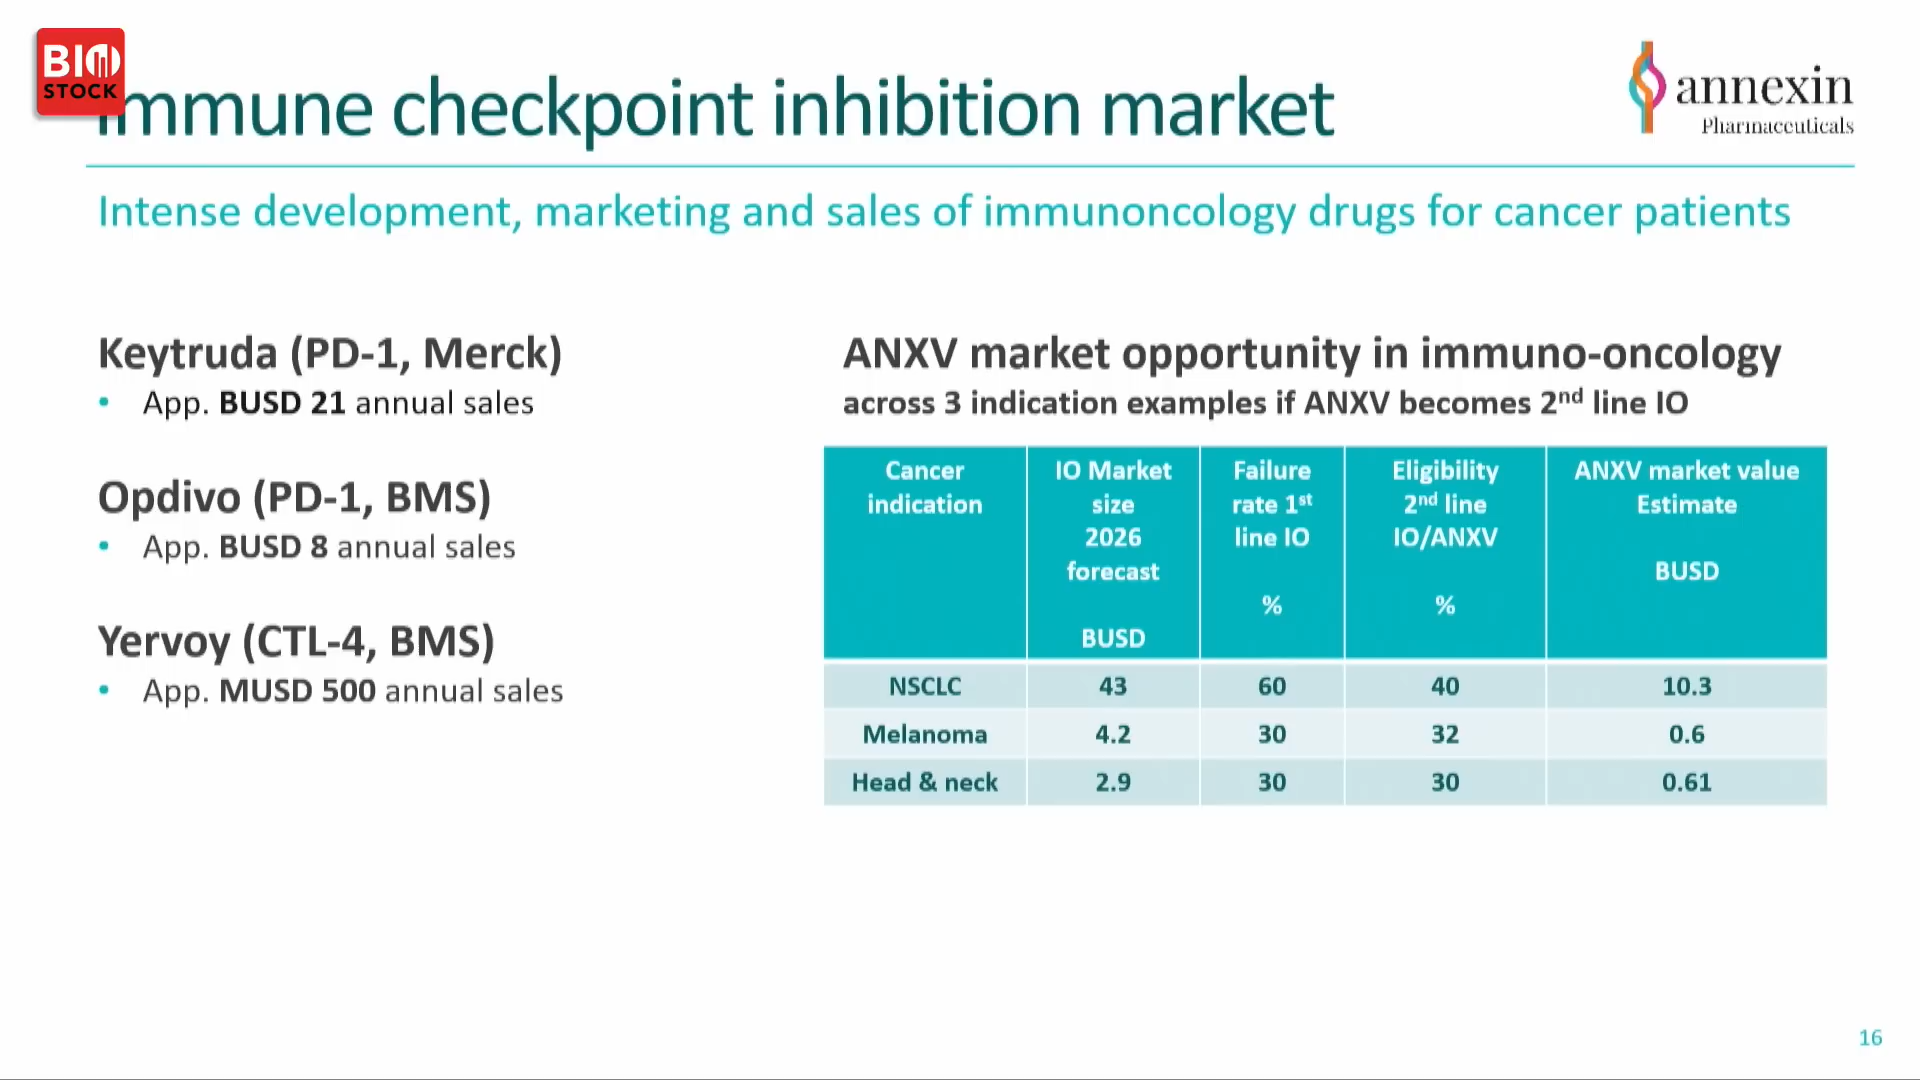 BIO
STOCK
Immune checkpoint inhibition market
annexin
Pharmaceuticals
Intense development, marketing and sales of immunoncology drugs for cancer patients
Keytruda (PD-1, Merck)
• App. BUSD 21 annual sales
Opdivo (PD-1, BMS)
• App. BUSD 8 annual sales
Yervoy (CTL-4, BMS)
• App. MUSD 500 annual sales
ANXV market opportunity in immuno-oncology
across 3 indication examples if ANXV becomes 2nd line IO
Cancer indication | IO Market size 2026 forecast BUSD | Failure rate 1st line IO % | Eligibility 2nd line IO/ANXV % | ANXV market value Estimate BUSD
NSCLC | 43 | 60 | 40 | 10.3
Melanoma | 4.2 | 30 | 32 | 0.6
Head & neck | 2.9 | 30 | 30 | 0.61
16